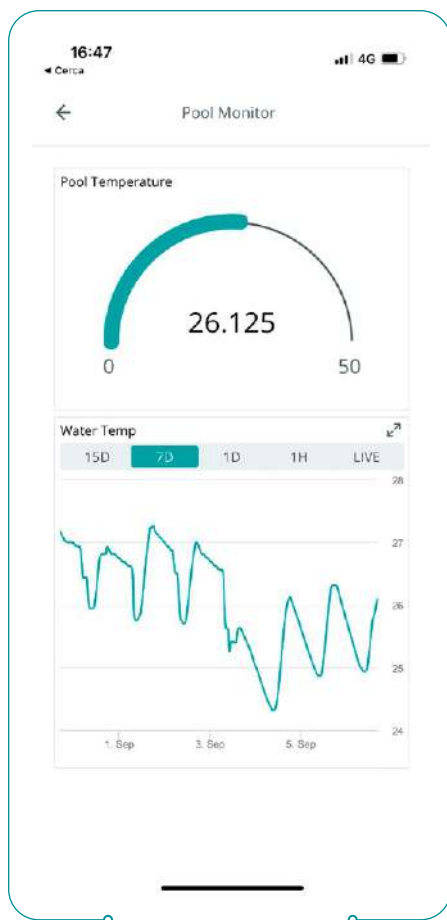 16:47
4G
◀ Cerca
Pool Monitor
Pool Temperature
26.125
0
50
Water Temp
15D 7D 1D 1H LIVE
28
27
26
25
24
1. Sep 3. Sep 5. Sep